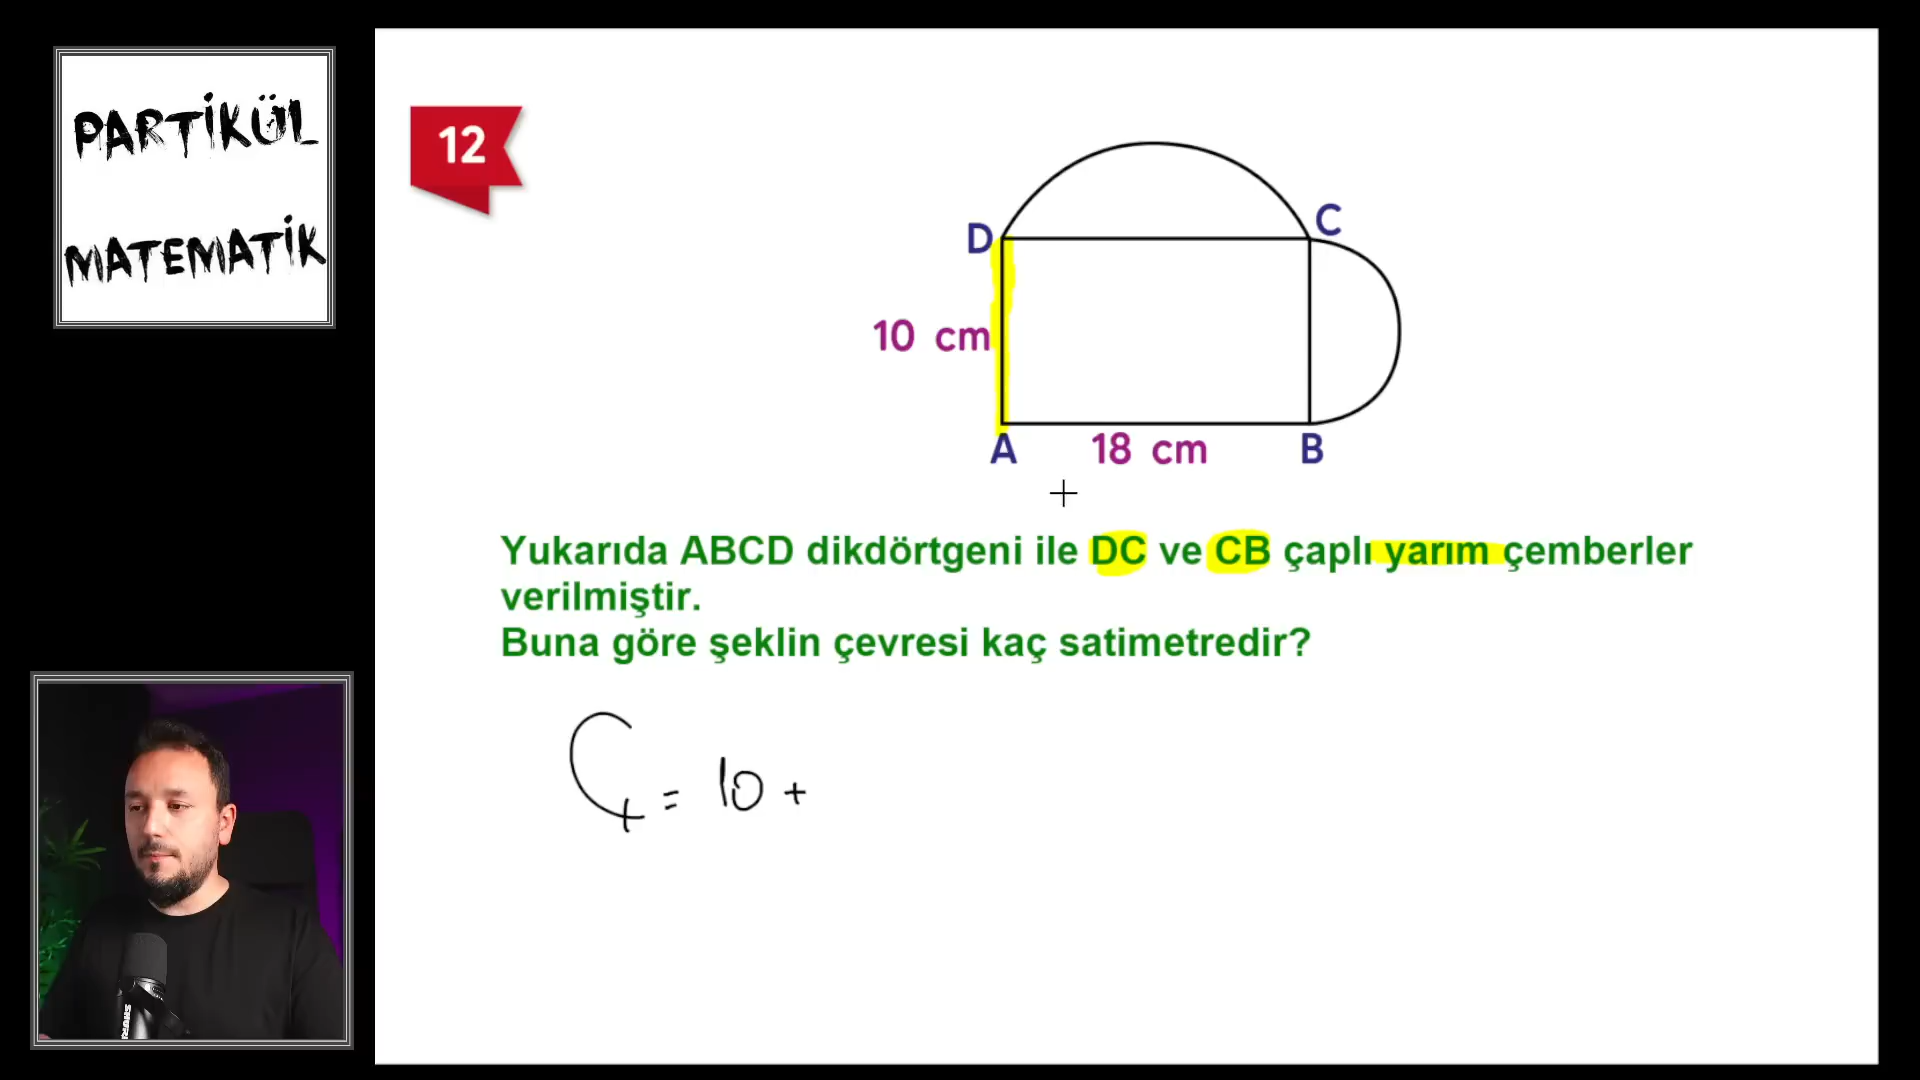 PARTİKÜL
MATEMATİK
12
D
C
10 cm
A
18 cm
B
Yukarıda ABCD dikdörtgeni ile DC ve CB çaplı yarım çemberler
verilmiştir.
Buna göre şeklin çevresi kaç satimetredir?
Ç = 10 +